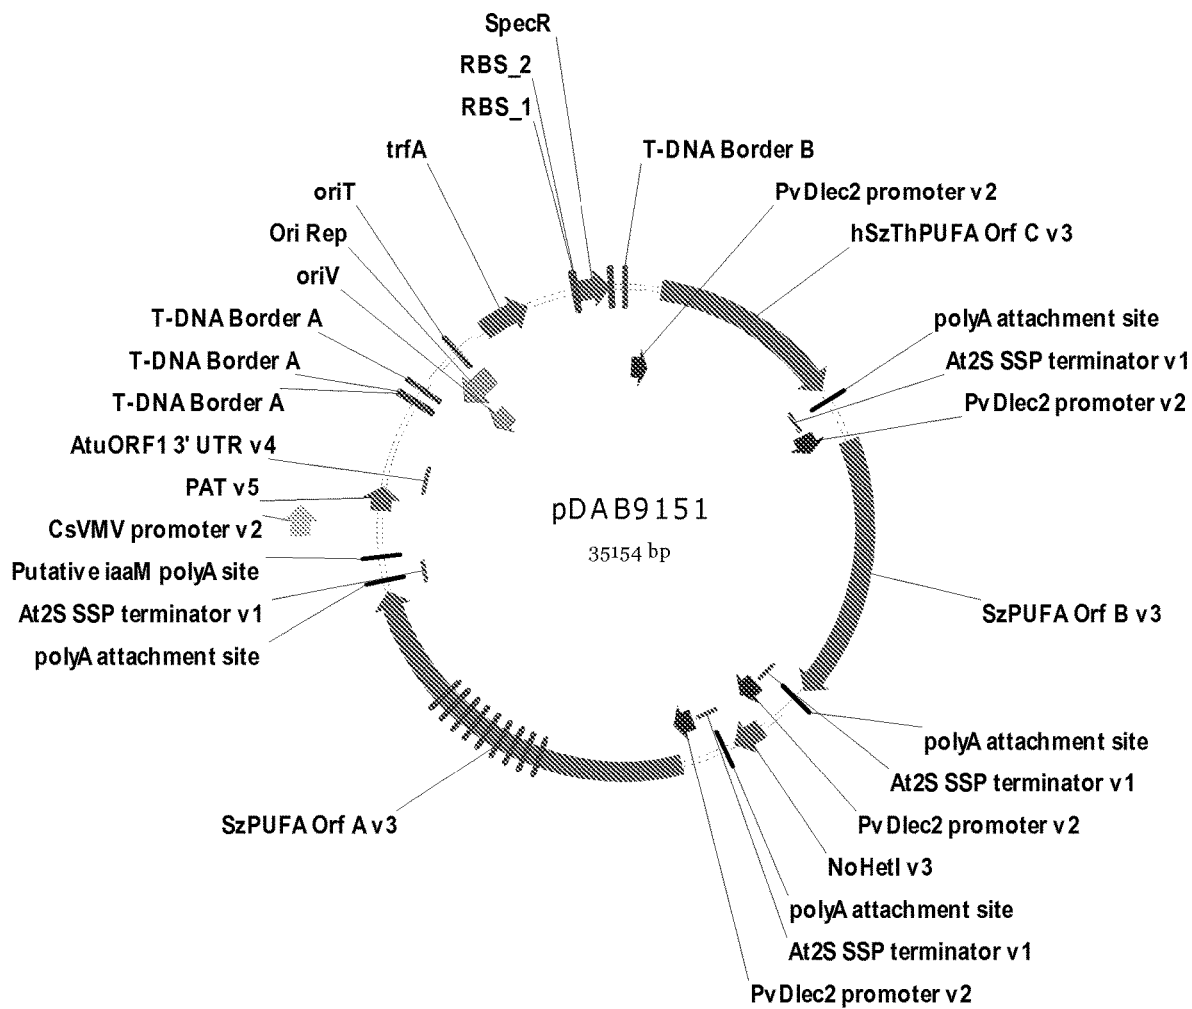 SpecR
RBS_2
RBS_1
trfA
T-DNA Border B
oriT
PvDlec2 promoter v2
Ori Rep
hSzThPUFA Orf C v3
oriV
T-DNA Border A
polyA attachment site
T-DNA Border A
At2S SSP terminator v1
T-DNA Border A
PvDlec2 promoter v2
AtuORF1 3' UTR v4
PAT v5
pDAB9151
CsVMV promoter v2
35154 bp
Putative iaaM polyA site
At2S SSP terminator v1
SzPUFA Orf B v3
polyA attachment site
polyA attachment site
At2S SSP terminator v1
SzPUFA Orf A v3
PvDlec2 promoter v2
NoHetI v3
polyA attachment site
At2S SSP terminator v1
PvDlec2 promoter v2